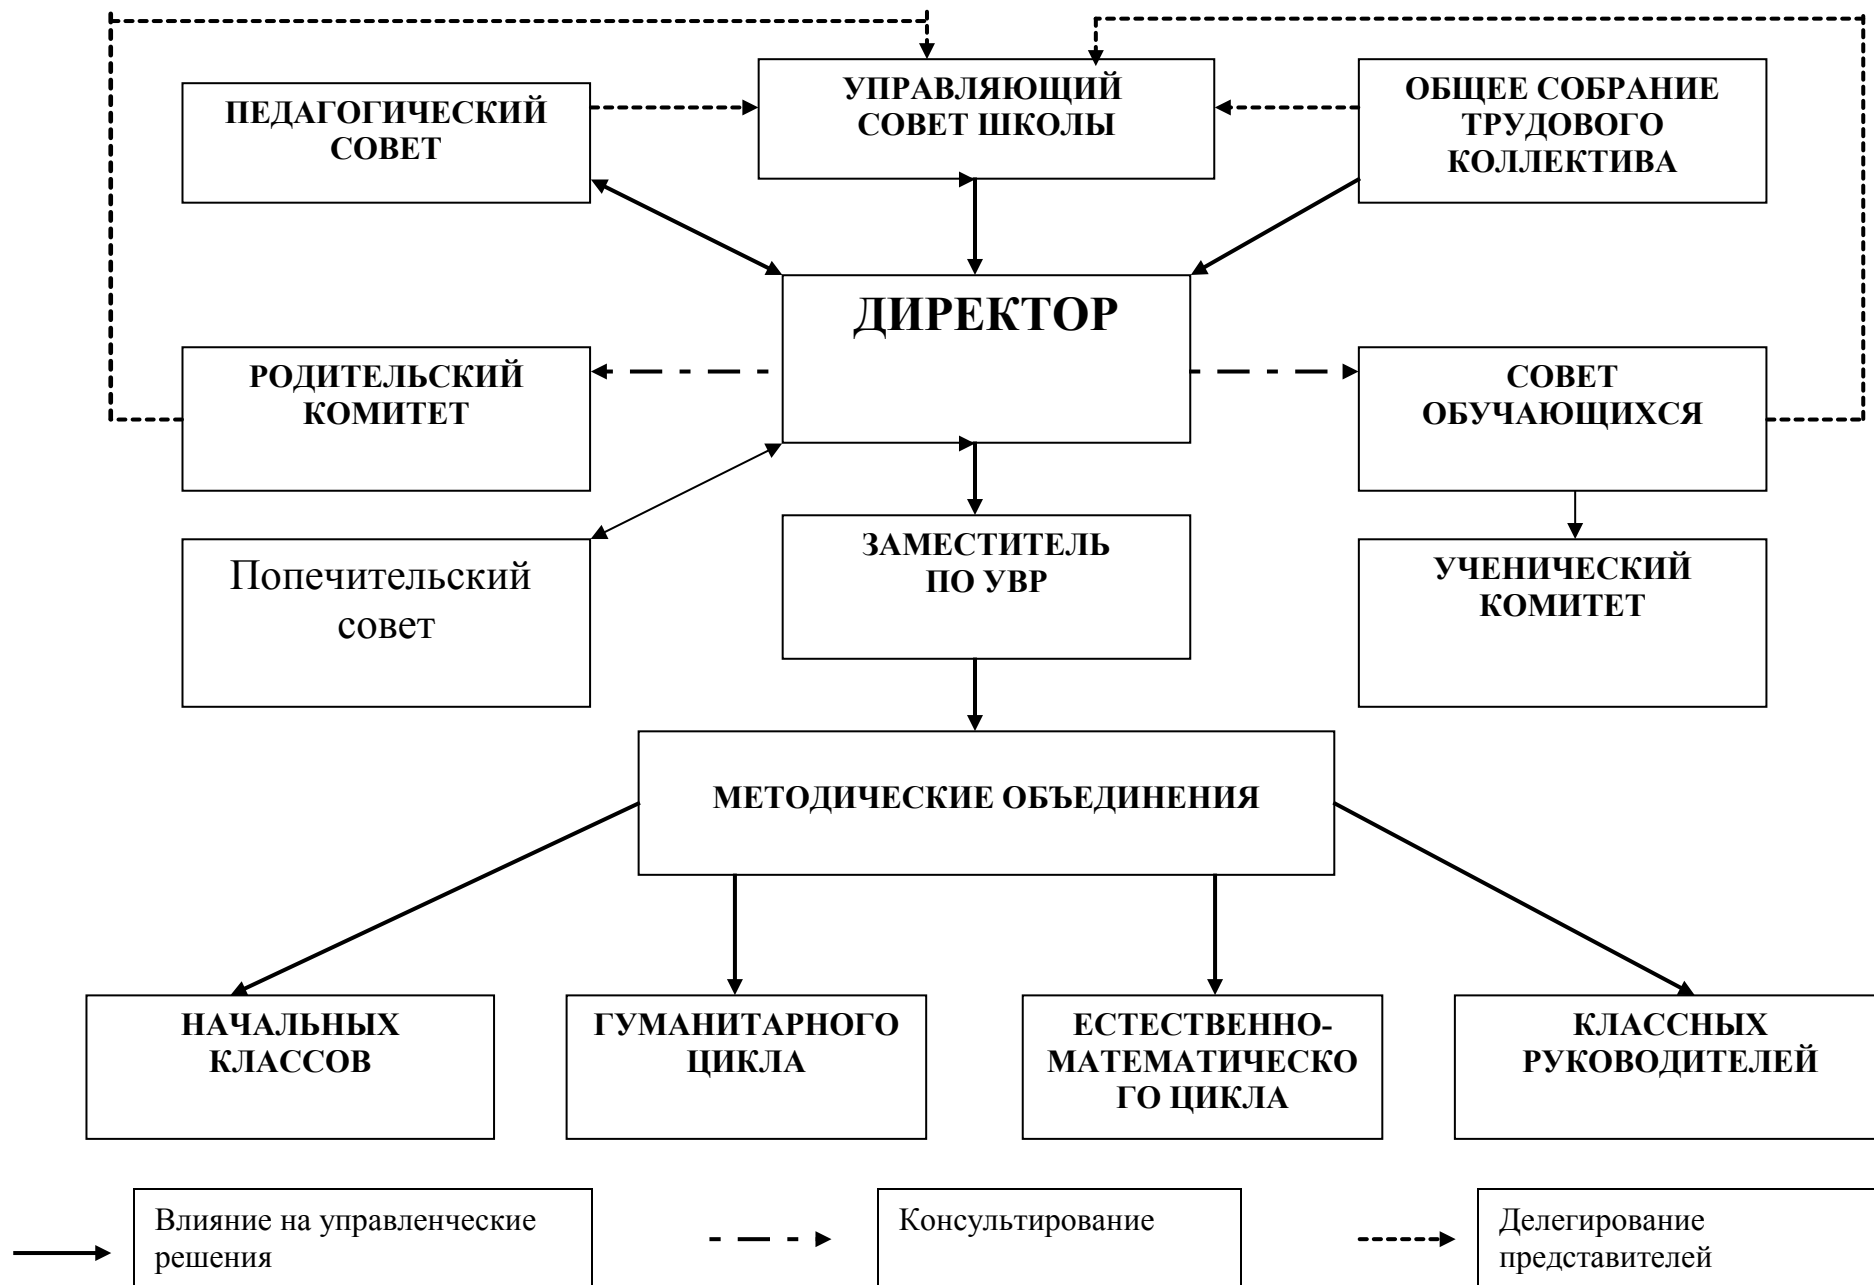 ПЕДАГОГИЧЕСКИЙ
СОВЕТ
УПРАВЛЯЮЩИЙ
СОВЕТ ШКОЛЫ
ОБЩЕЕ СОБРАНИЕ
ТРУДОВОГО
КОЛЛЕКТИВА
ДИРЕКТОР
РОДИТЕЛЬСКИЙ
КОМИТЕТ
СОВЕТ
ОБУЧАЮЩИХСЯ
Попечительский
совет
ЗАМЕСТИТЕЛЬ
ПО УВР
УЧЕНИЧЕСКИЙ
КОМИТЕТ
МЕТОДИЧЕСКИЕ ОБЪЕДИНЕНИЯ
НАЧАЛЬНЫХ
КЛАССОВ
ГУМАНИТАРНОГО
ЦИКЛА
ЕСТЕСТВЕННО-
МАТЕМАТИЧЕСКО
ГО ЦИКЛА
КЛАССНЫХ
РУКОВОДИТЕЛЕЙ
Влияние на управленческие
решения
Консультирование
Делегирование
представителей